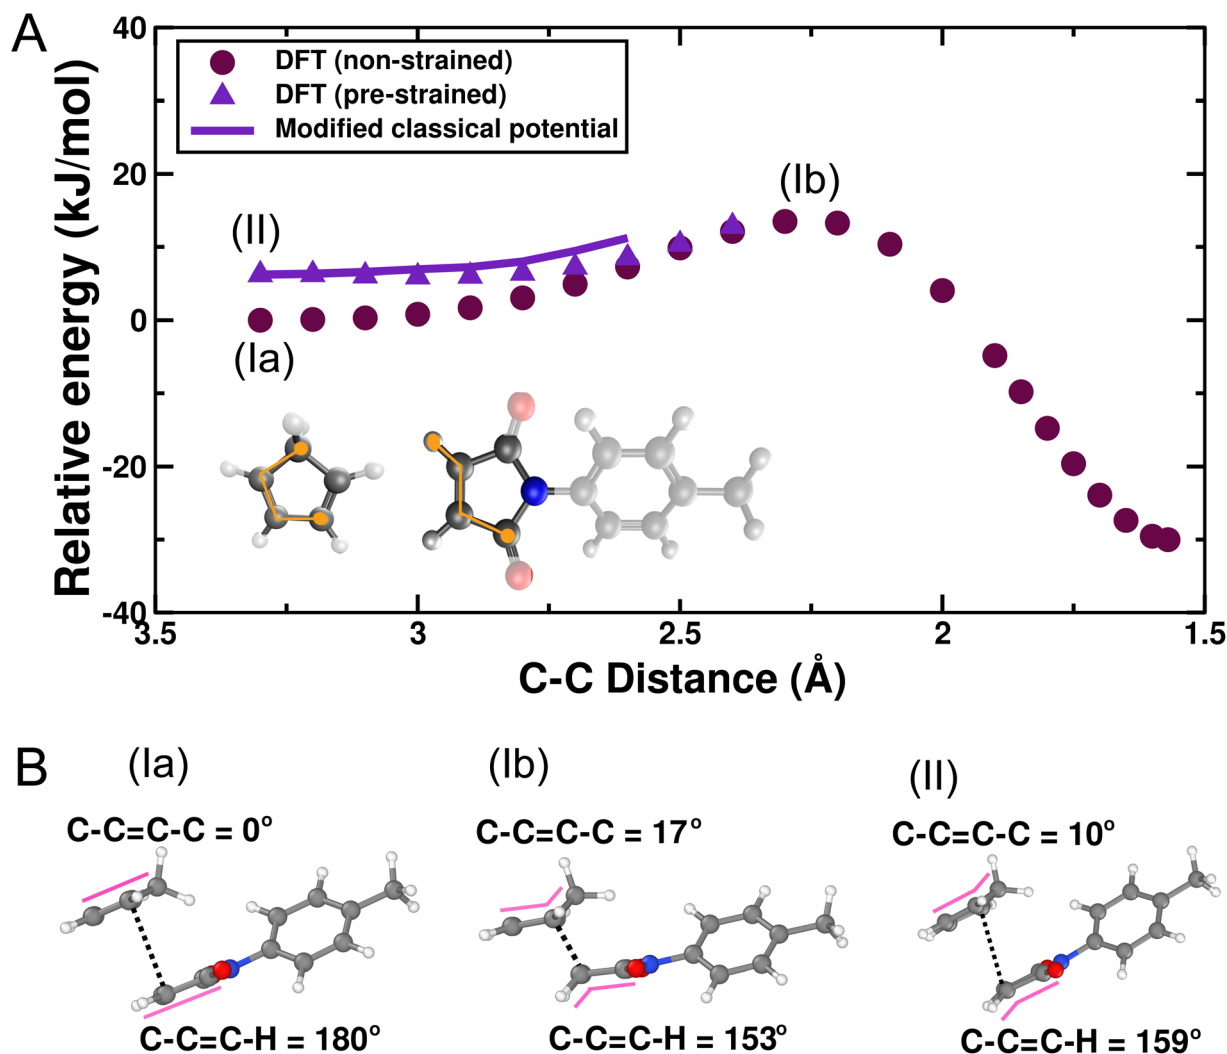 A
40
20
0
-20
-40
Relative energy (kJ/mol)
DFT (non-strained)
DFT (pre-strained)
Modified classical potential
(Ib)
(II)
(Ia)
3.5
3
2.5
2
1.5
C-C Distance (Å)
B
(Ia)
(Ib)
(II)
C-C=C-C = 0°
C-C=C-C = 17°
C-C=C-C = 10°
C-C=C-H = 180°
C-C=C-H = 153°
C-C=C-H = 159°